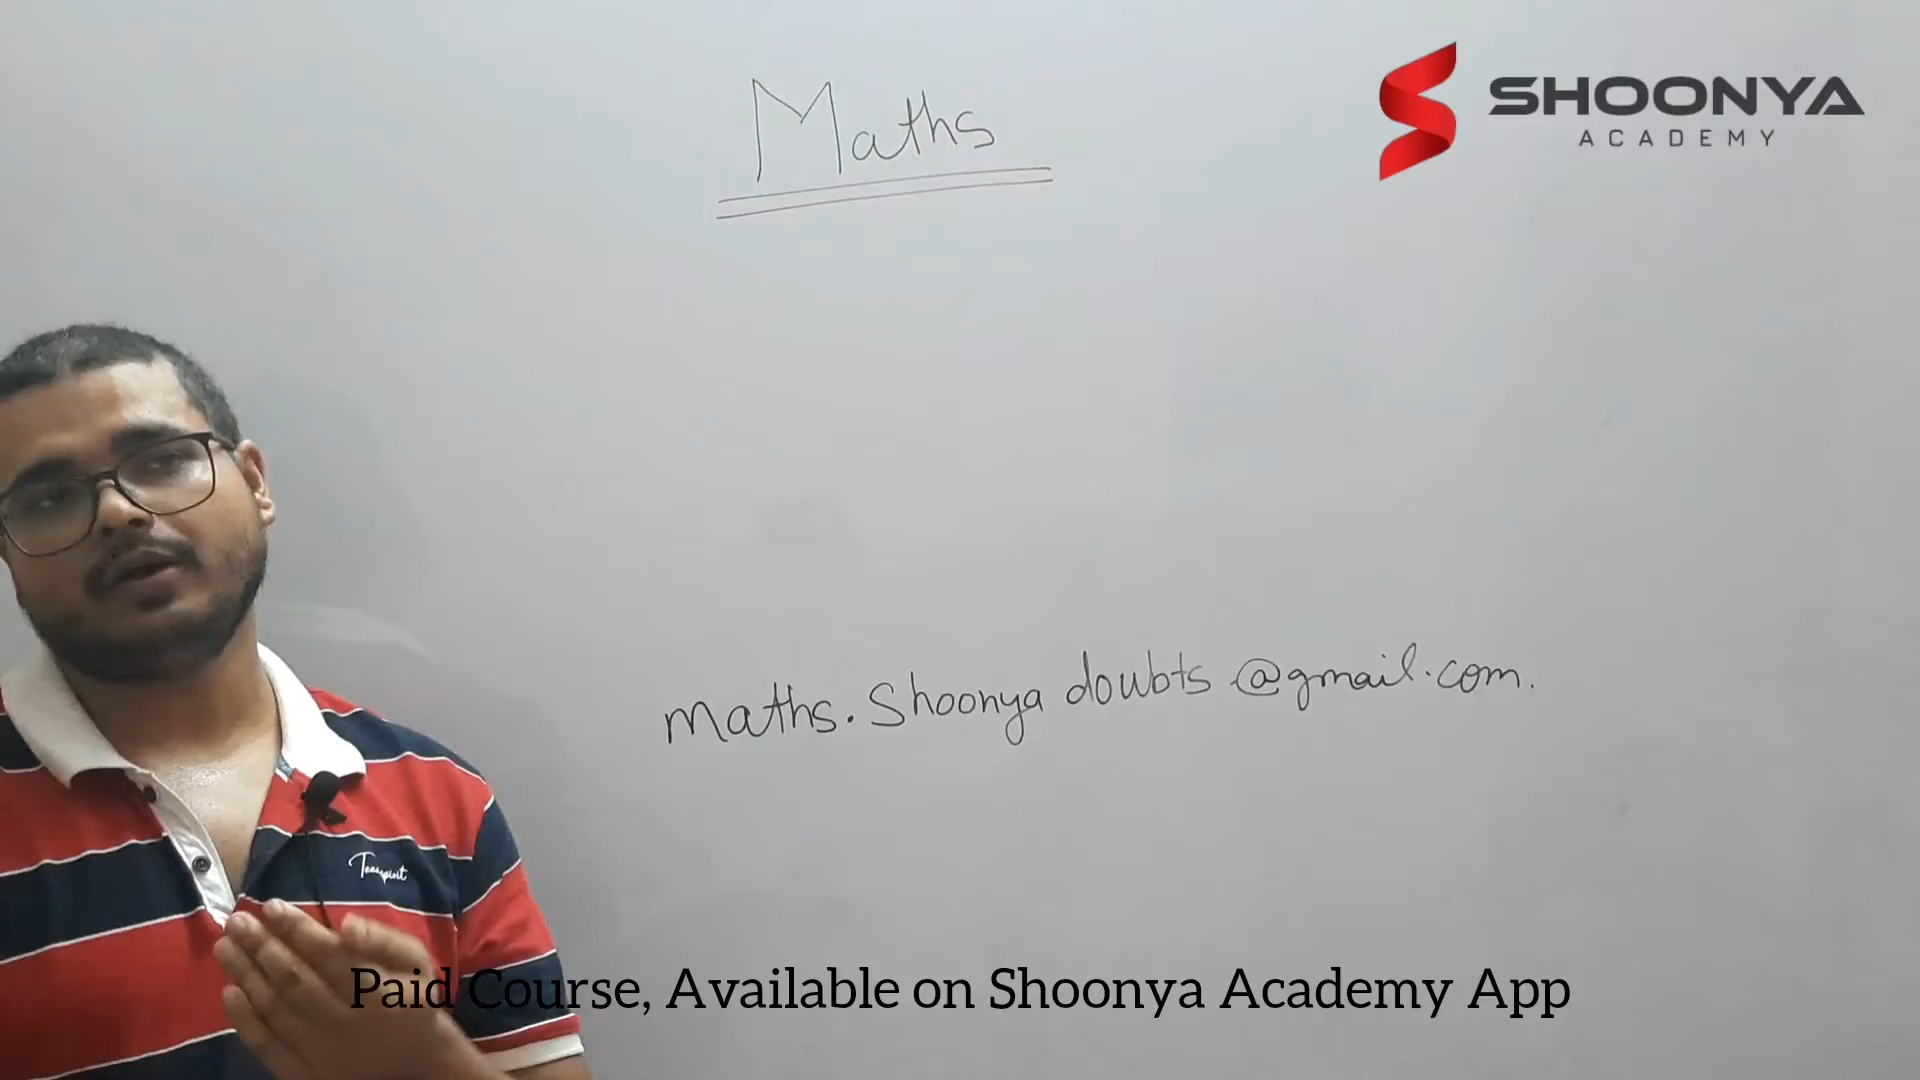 Maths
SHOONYA
ACADEMY
maths.Shoonya doubts @gmail.com.
Paid Course, Available on Shoonya Academy App